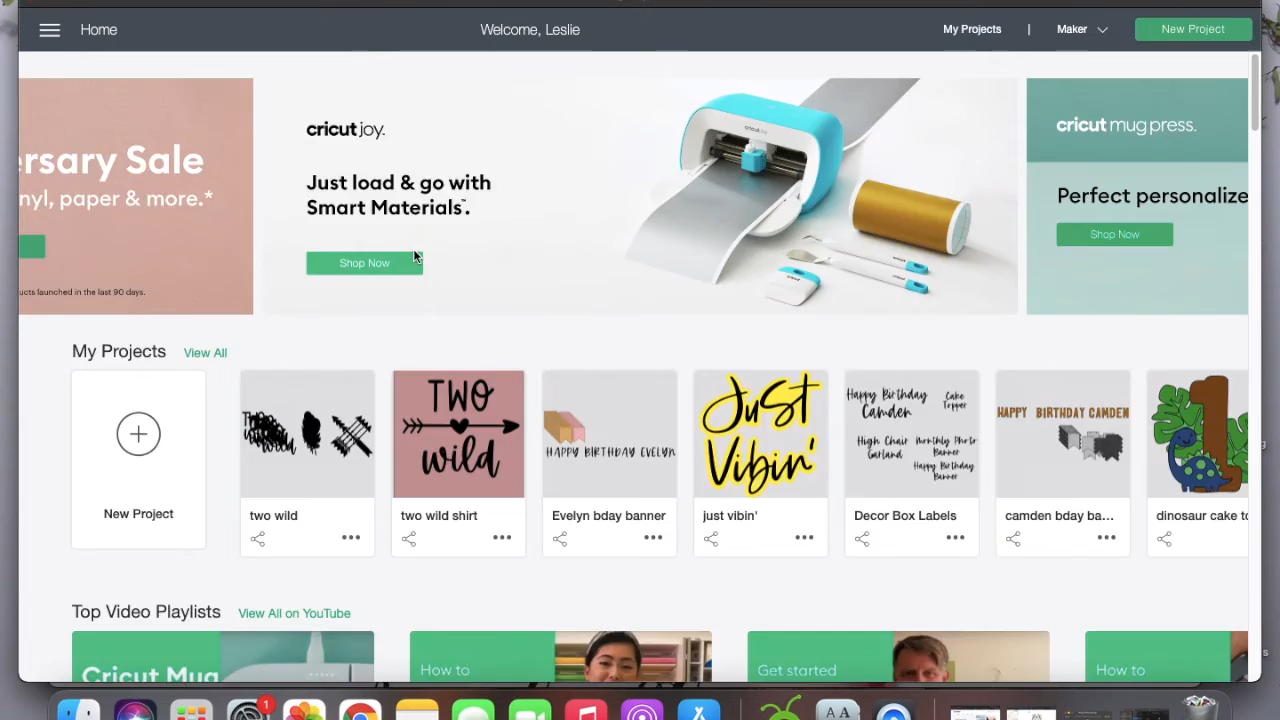 Home
Welcome, Leslie
My Projects
|
Maker
New Project
ersary Sale
nyl, paper & more.*
ucts launched in the last 90 days.
cricut joy.
Just load & go with
Smart Materials™.
Shop Now
cricut mug press.
Perfect personalize
Shop Now
My Projects
View All
New Project
two wild
TWO
wild
two wild shirt
HAPPY BIRTHDAY EVELYN
Evelyn bday banner
JuST
Vibin'
just vibin'
Happy Birthday
Camden
Cake
Topper
High Chair
Garland
Monthly Photo
Banner
Happy Birthday
Banner
Decor Box Labels
HAPPY BIRTHDAY CAMDEN
camden bday ba...
1
dinosaur cake to
Top Video Playlists
View All on YouTube
Cricut Mug
How to
Get started
How to
1
AA